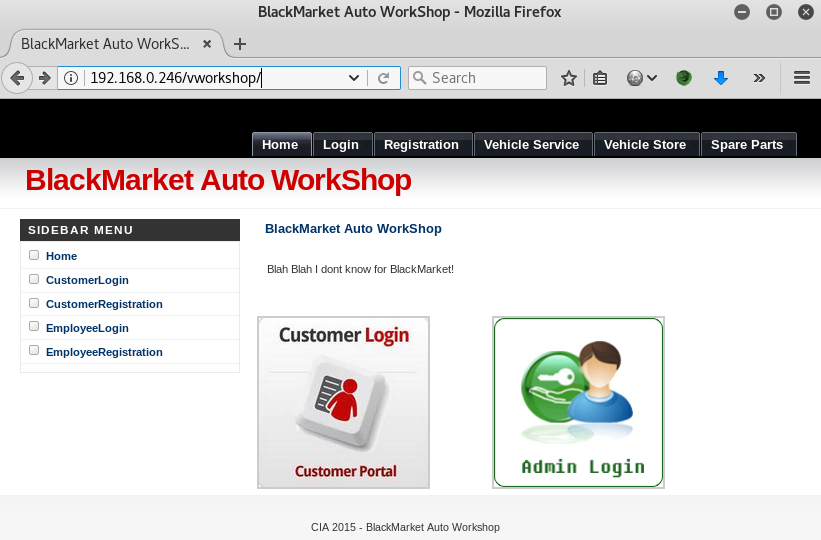 BlackMarket Auto WorkShop - Mozilla Firefox
BlackMarket Auto WorkS...
192.168.0.246/vworkshop/
Search
Home Login Registration Vehicle Service Vehicle Store Spare Parts
BlackMarket Auto WorkShop
SIDEBAR MENU
Home
CustomerLogin
CustomerRegistration
EmployeeLogin
EmployeeRegistration
BlackMarket Auto WorkShop
Blah Blah I dont know for BlackMarket!
Customer Login
Customer Portal
Admin Login
CIA 2015 - BlackMarket Auto Workshop